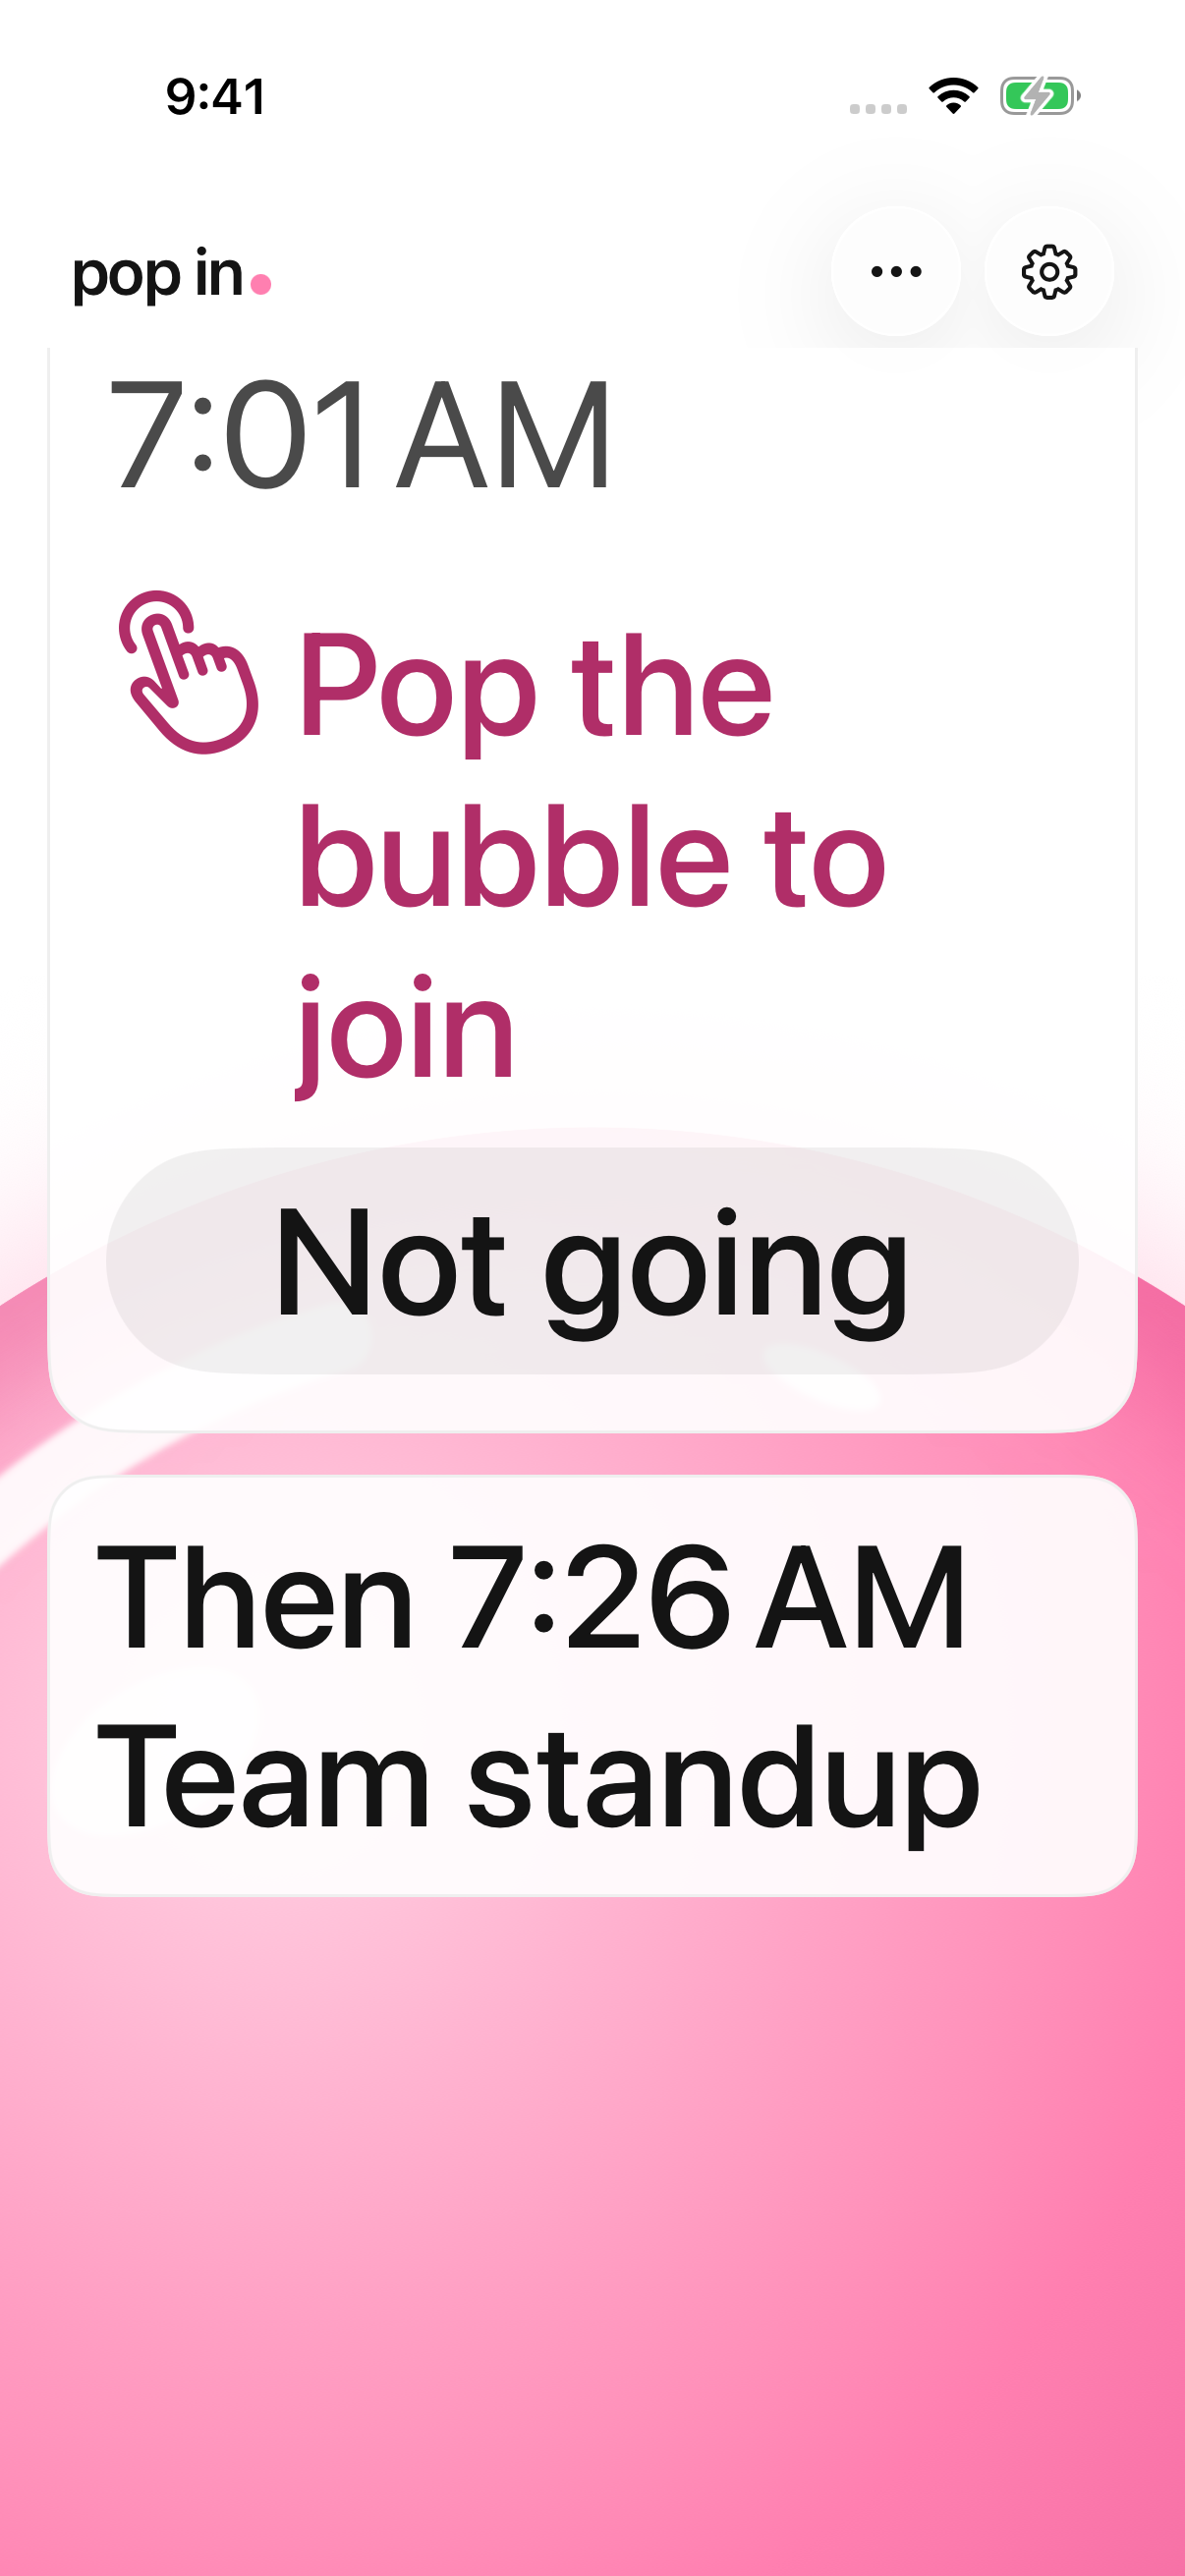 9:41
pop in
7:01 AM
Pop the
bubble to
join
Not going
Then 7:26 AM
Team standup